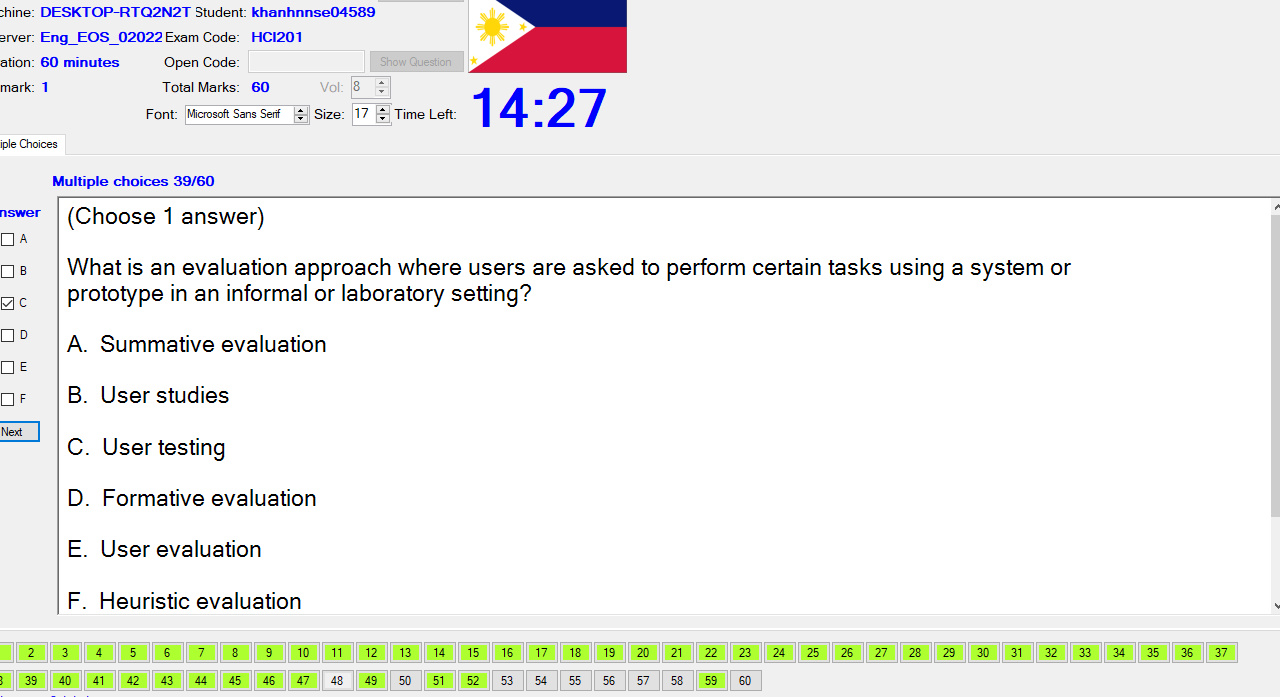 chine: DESKTOP-RTQ2N2T Student: khanhnnse04589
erver: Eng_EOS_02022 Exam Code: HCI201
ation: 60 minutes Open Code: Show Question
mark: 1 Total Marks: 60 Vol: 8
Font: Microsoft Sans Serif Size: 17 Time Left: 14:27
iple Choices
Multiple choices 39/60
nswer
A
B
C
D
E
F
Next
(Choose 1 answer)
What is an evaluation approach where users are asked to perform certain tasks using a system or
prototype in an informal or laboratory setting?
A. Summative evaluation
B. User studies
C. User testing
D. Formative evaluation
E. User evaluation
F. Heuristic evaluation
2 3 4 5 6 7 8 9 10 11 12 13 14 15 16 17 18 19 20 21 22 23 24 25 26 27 28 29 30 31 32 33 34 35 36 37
39 40 41 42 43 44 45 46 47 48 49 50 51 52 53 54 55 56 57 58 59 60